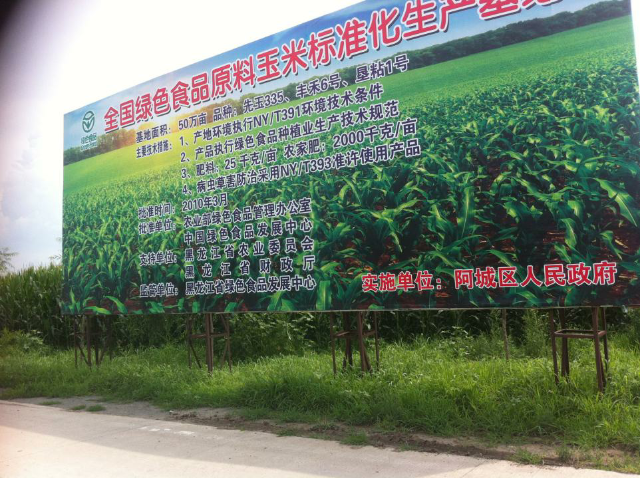 全国绿色食品原料玉米标准化生产基地
基地面积：50万亩 品种：先玉335、丰禾6号、垦粘1号
主要技术措施：1、产地环境执行NY/T391环境技术条件
2、产品执行绿色食品种植业生产技术规范
3、肥料：25千克/亩 农家肥：2000千克/亩
4、病虫草害防治采用NY/T393准许使用产品
批准时间：2010年3月
批准单位：农业部绿色食品管理办公室
中国绿色食品发展中心
支持单位：黑龙江省农业委员会
黑龙江省财政厅
监管单位：黑龙江省绿色食品发展中心
实施单位：阿城区人民政府